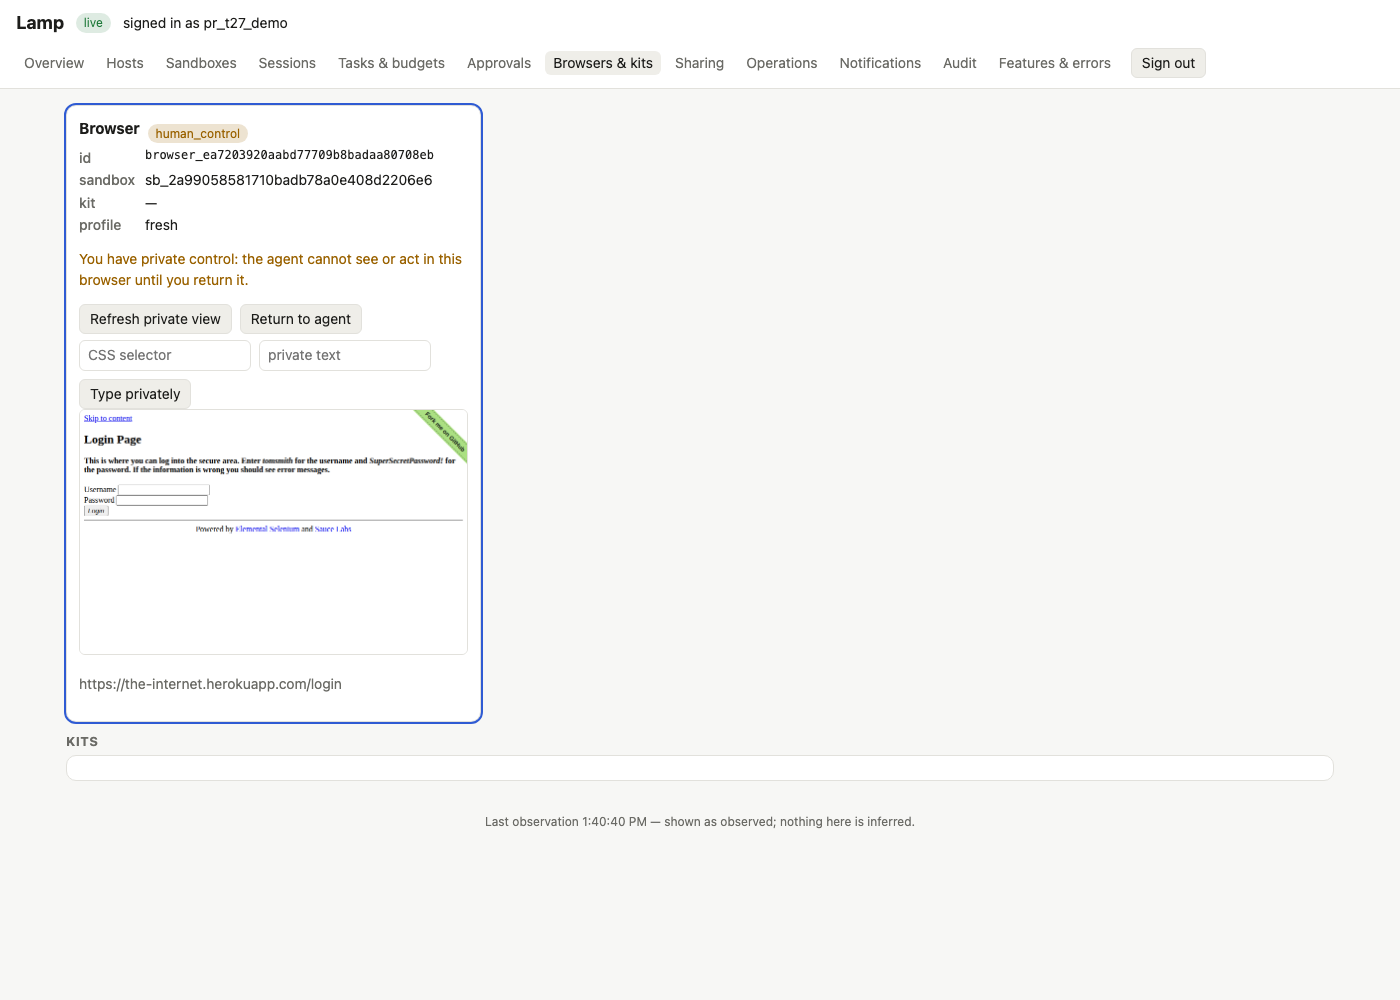 Lamp live signed in as pr_t27_demo
Overview Hosts Sandboxes Sessions Tasks & budgets Approvals Browsers & kits Sharing Operations Notifications Audit Features & errors Sign out
Browser human_control
id browser_ea7203920aabd77709b8badaa80708eb
sandbox sb_2a99058581710badb78a0e408d2206e6
kit —
profile fresh
You have private control: the agent cannot see or act in this
browser until you return it.
Refresh private view Return to agent
CSS selector private text
Type privately
Skip to content
Fork me on GitHub
Login Page
This is where you can log into the secure area. Enter tomsmith for the username and SuperSecretPassword! for
the password. If the information is wrong you should see error messages.
Username
Password
Login
Powered by Elemental Selenium and Sauce Labs
https://the-internet.herokuapp.com/login
KITS
Last observation 1:40:40 PM — shown as observed; nothing here is inferred.